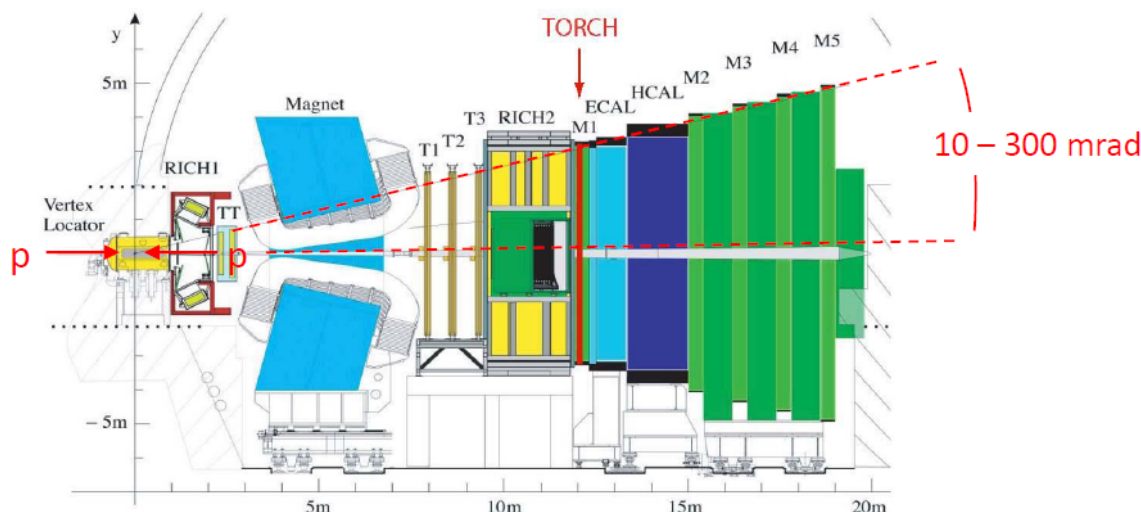 y
5m
Vertex
Locator
RICH1
TT
Magnet
T1
T2
T3
RICH2
TORCH
M1
ECAL
HCAL
M2
M3
M4
M5
10 – 300 mrad
p
p
– 5m
5m
10m
15m
20m